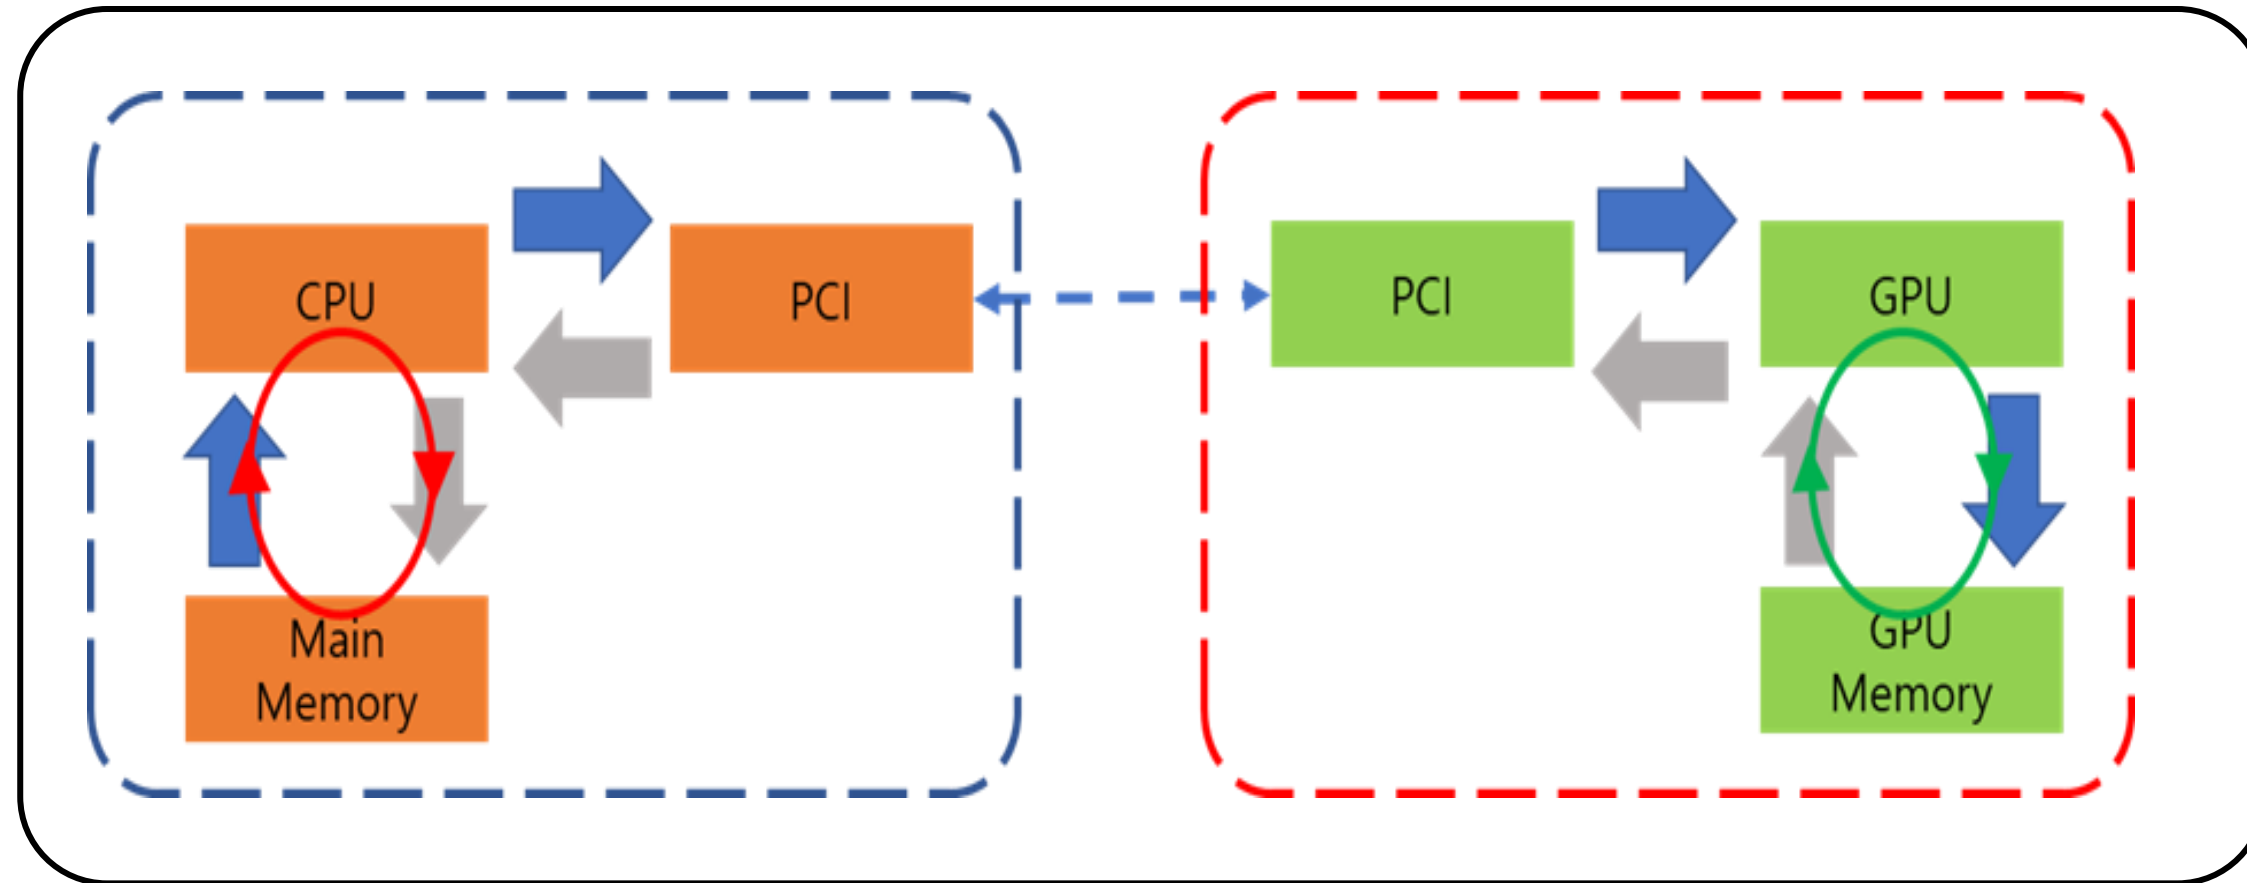 CPU
PCI
PCI
GPU
Main
Memory
GPU
Memory